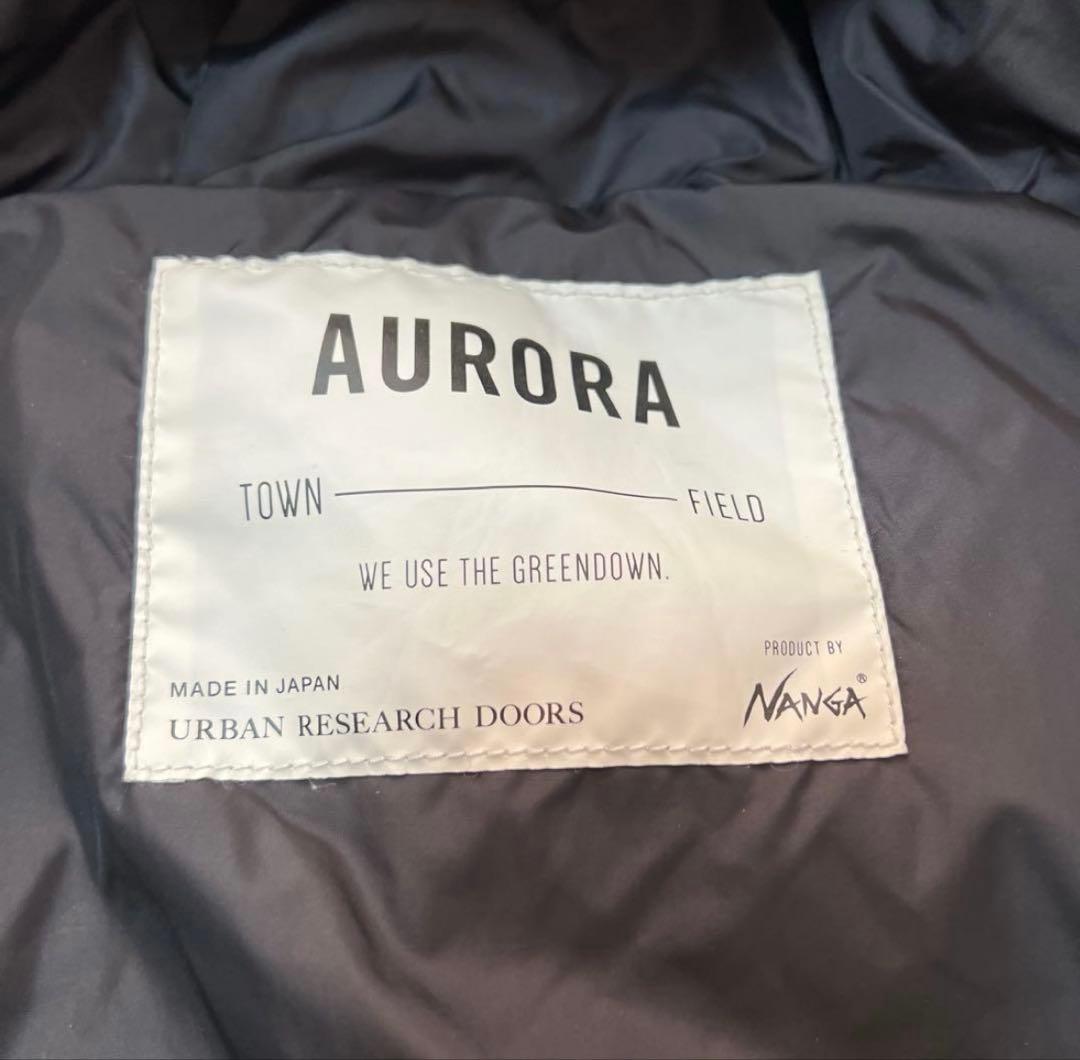 AURORA
TOWN FIELD
WE USE THE GREENDOWN.
PRODUCT BY
NANGA®
MADE IN JAPAN
URBAN RESEARCH DOORS